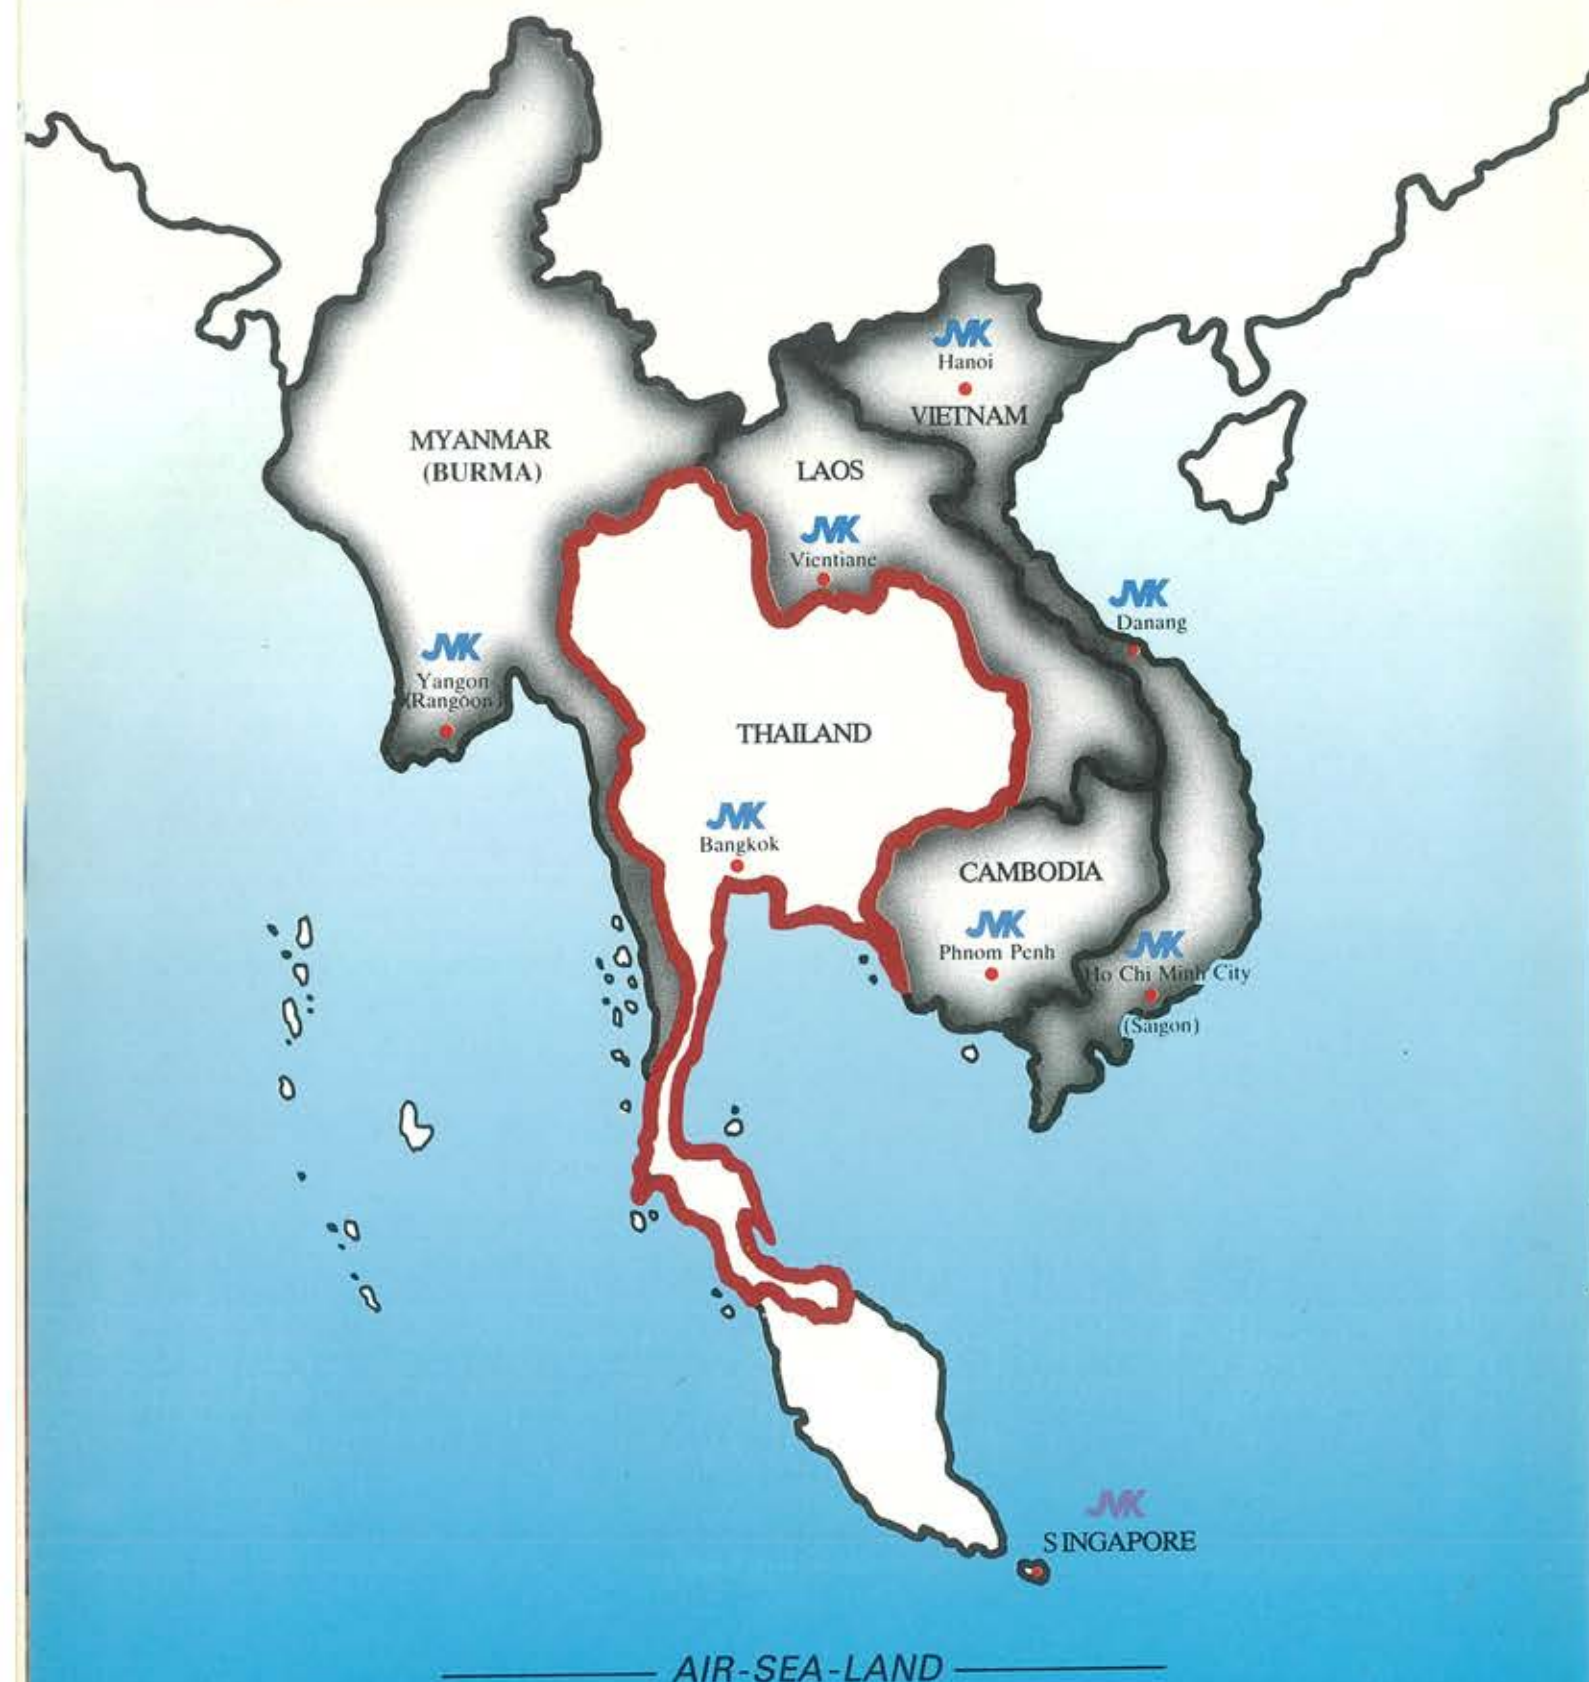 JVK
Hanoi
VIETNAM
MYANMAR
(BURMA)
LAOS
JVK
Vientiane
JVK
Danang
JVK
Yangon
(Rangoon)
THAILAND
JVK
Bangkok
CAMBODIA
JVK
Phnom Penh
JVK
Ho Chi Minh City
(Saigon)
JVK
SINGAPORE
AIR-SEA-LAND